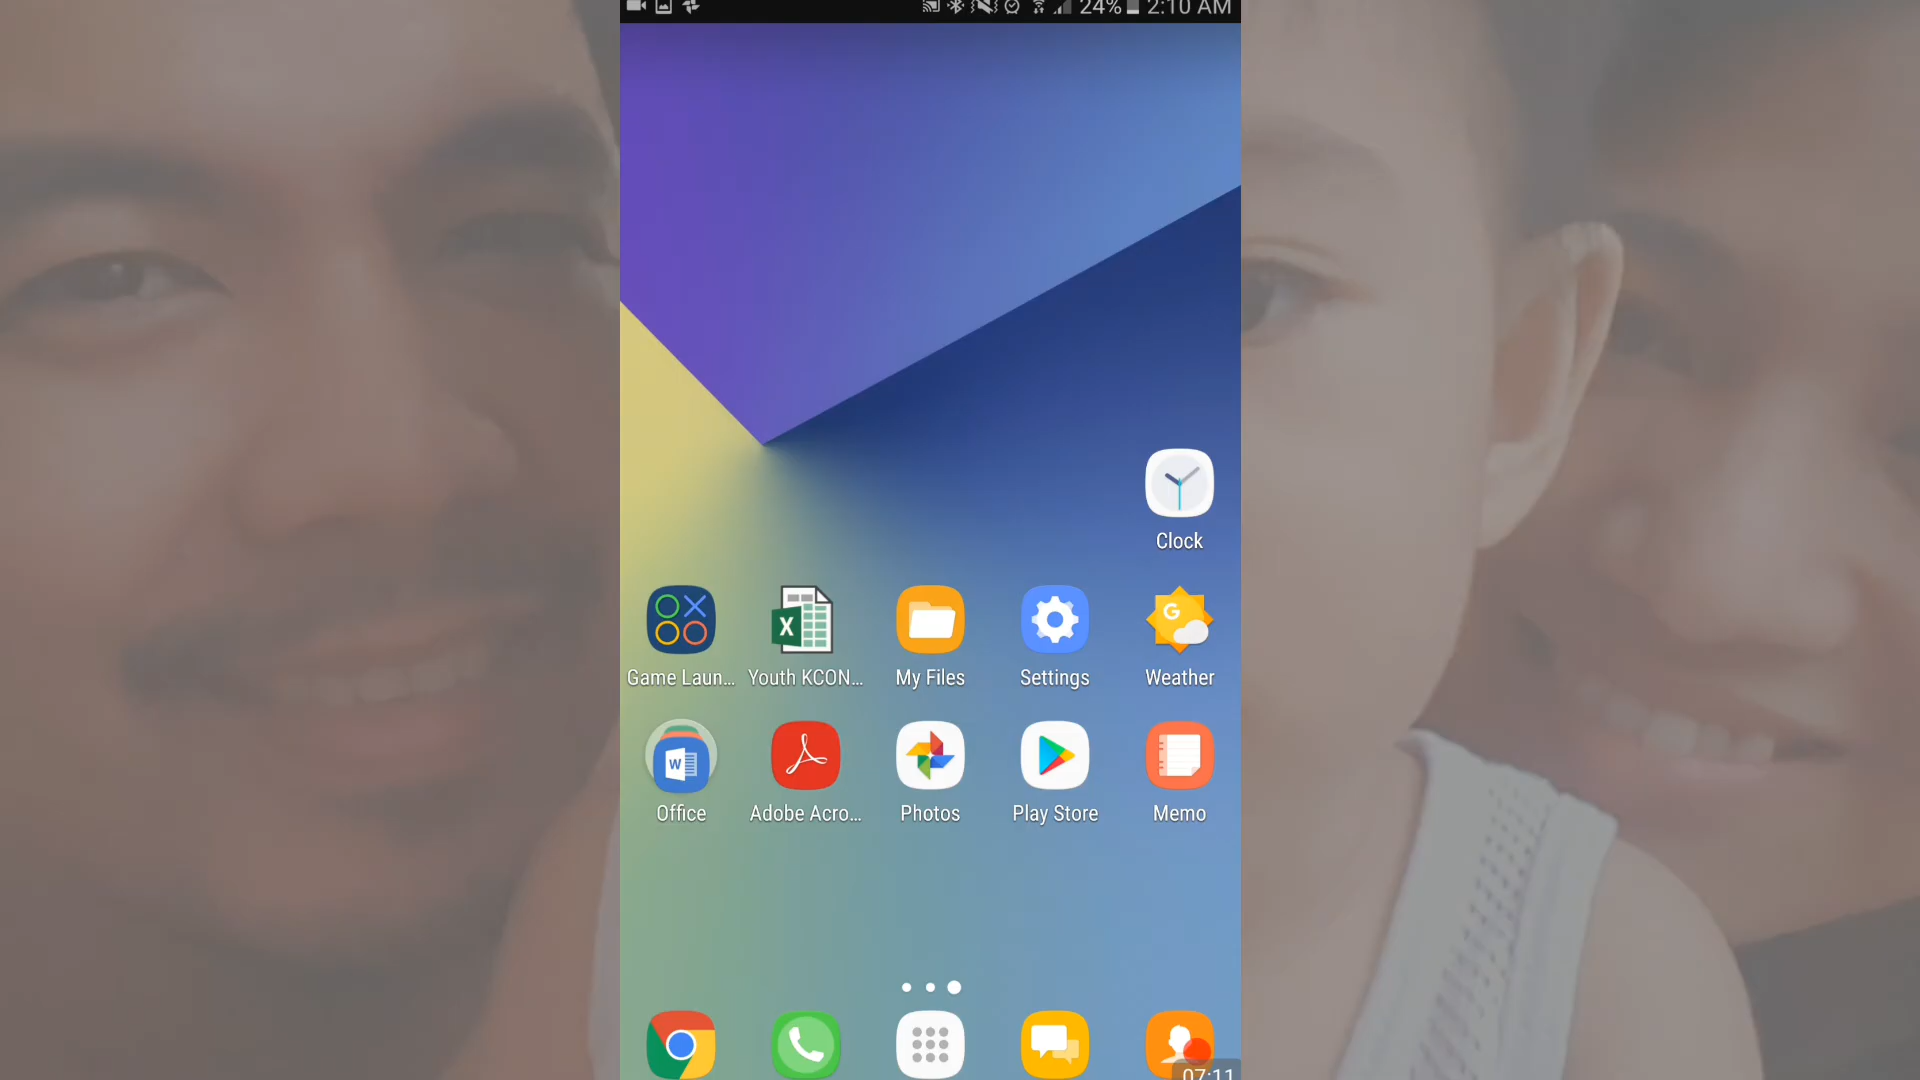 24% 2:10 AM
Clock
Game Laun... Youth KCON... My Files Settings Weather
G
X
W
Office Adobe Acro... Photos Play Store Memo
07:11